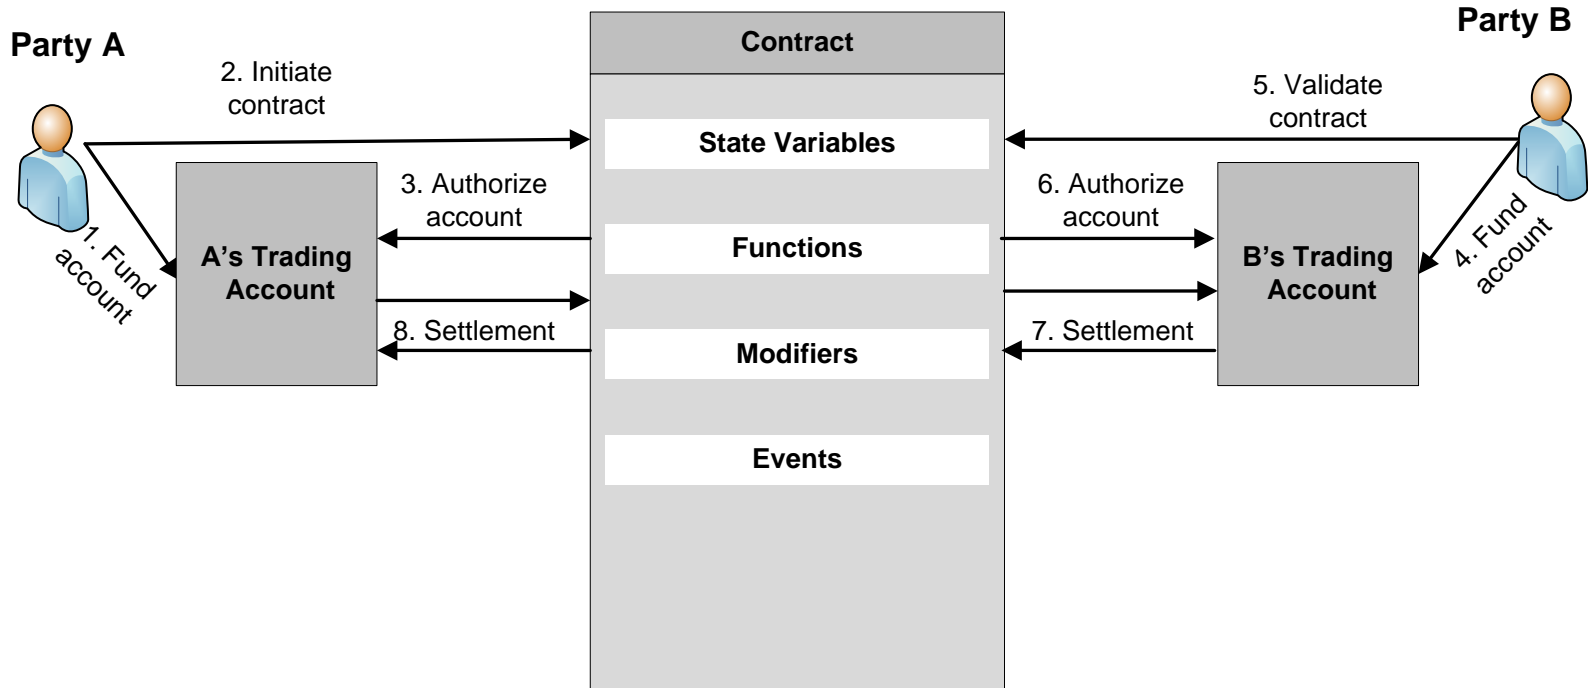 Party A
Party B
Contract
2. Initiate
contract
5. Validate
contract
State Variables
3. Authorize
account
6. Authorize
account
1. Fund
account
A’s Trading
Account
Functions
B’s Trading
Account
4. Fund
account
8. Settlement
Modifiers
7. Settlement
Events